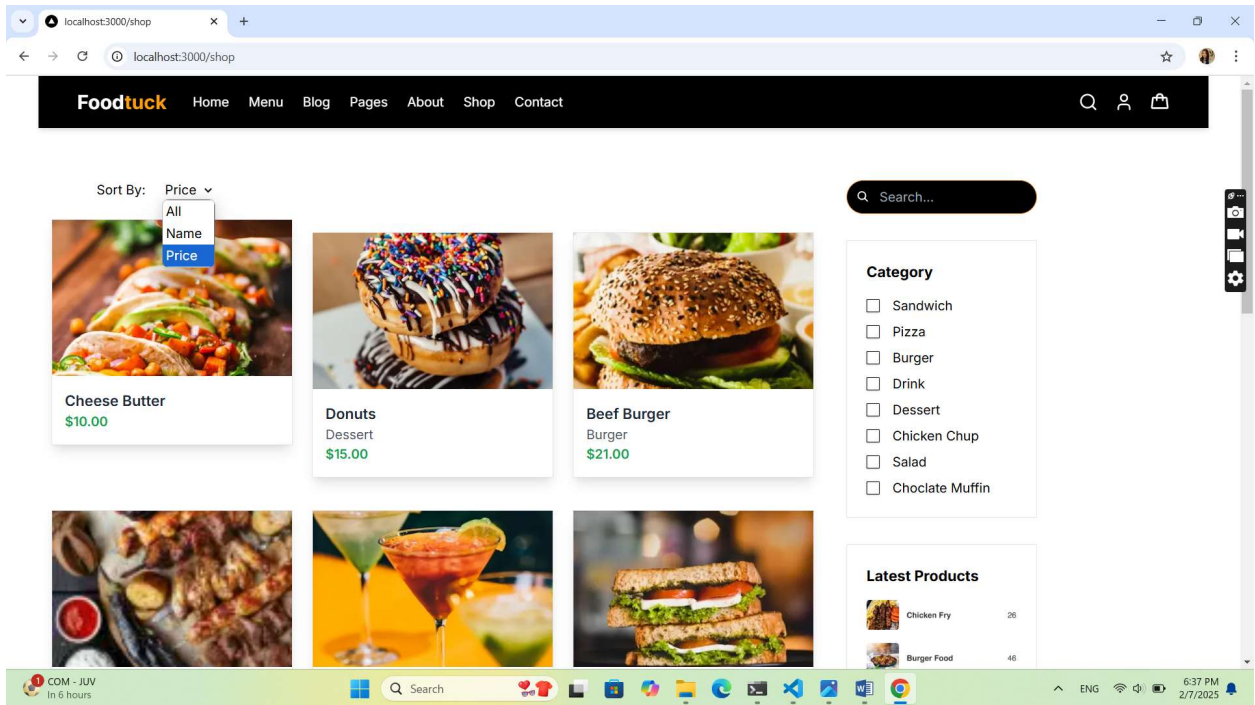 localhost:3000/shop
localhost:3000/shop
Foodtuck Home Menu Blog Pages About Shop Contact
Sort By: Price
All
Name
Price
Search...
Cheese Butter
$10.00
Donuts
Dessert
$15.00
Beef Burger
Burger
$21.00
Category
Sandwich
Pizza
Burger
Drink
Dessert
Chicken Chup
Salad
Choclate Muffin
Latest Products
Chicken Fry 26
Burger Food 46
1
COM - JUV
In 6 hours
Search
ENG
6:37 PM
2/7/2025